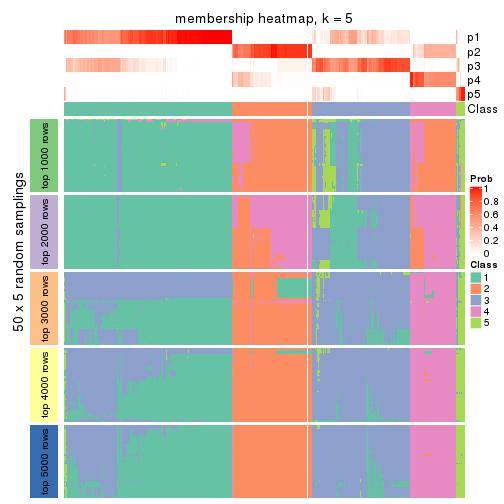 membership heatmap, k = 5
p1
p2
p3
p4
p5
Class
50 x 5 random samplings
top 1000 rows
top 2000 rows
top 3000 rows
top 4000 rows
top 5000 rows
Prob
1
0.8
0.6
0.4
0.2
0
Class
1
2
3
4
5